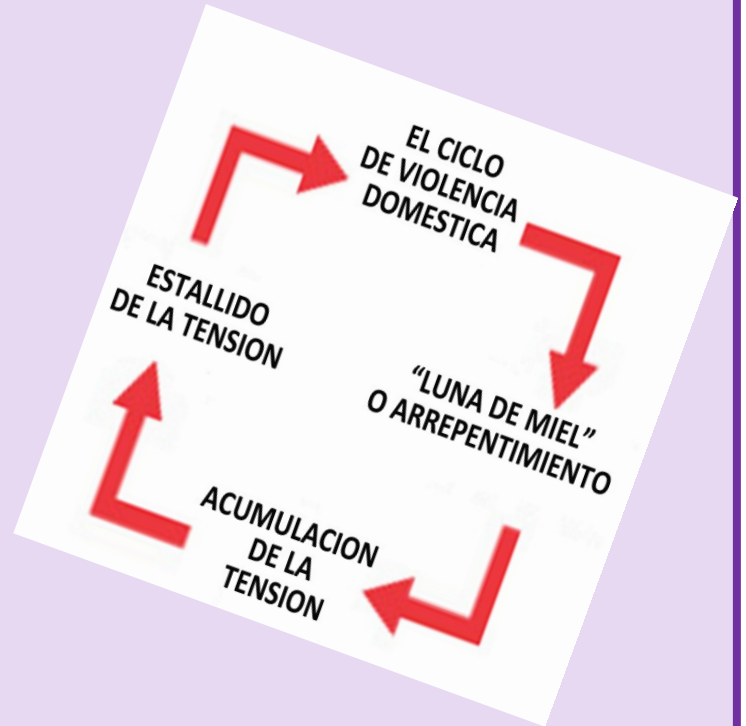 EL CICLO
DE VIOLENCIA
DOMESTICA
"LUNA DE MIEL"
O ARREPENTIMIENTO
ACUMULACION
DE LA
TENSION
ESTALLIDO
DE LA TENSION